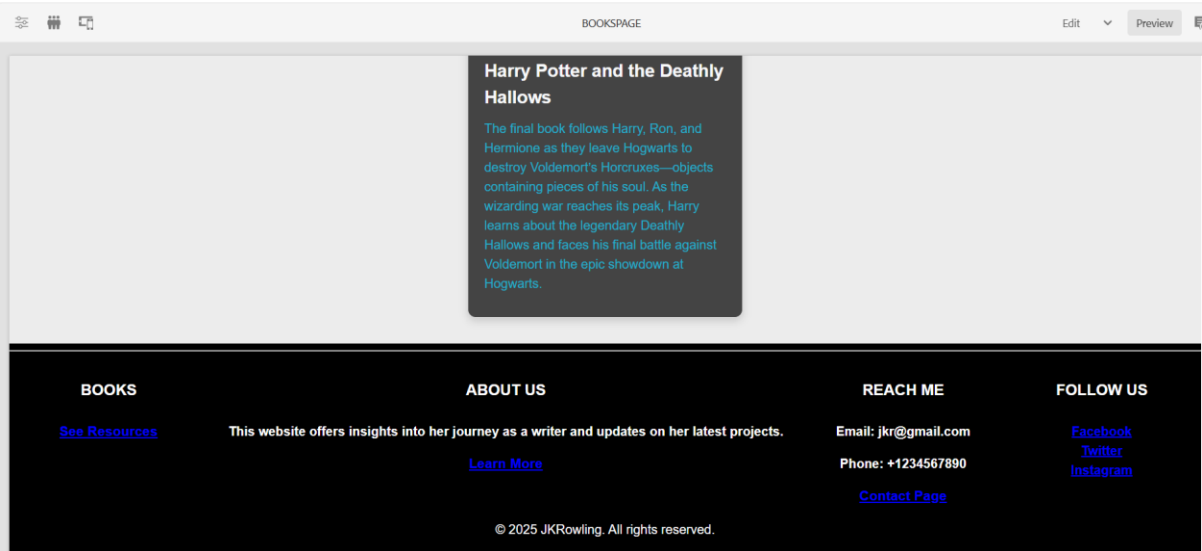 BOOKSPAGE
Edit
Preview
Harry Potter and the Deathly
Hallows
The final book follows Harry, Ron, and
Hermione as they leave Hogwarts to
destroy Voldemort's Horcruxes—objects
containing pieces of his soul. As the
wizarding war reaches its peak, Harry
learns about the legendary Deathly
Hallows and faces his final battle against
Voldemort in the epic showdown at
Hogwarts.
BOOKS
See Resources
ABOUT US
This website offers insights into her journey as a writer and updates on her latest projects.
Learn More
REACH ME
Email: jkr@gmail.com
Phone: +1234567890
Contact Page
FOLLOW US
Facebook
Twitter
Instagram
© 2025 JKRowling. All rights reserved.